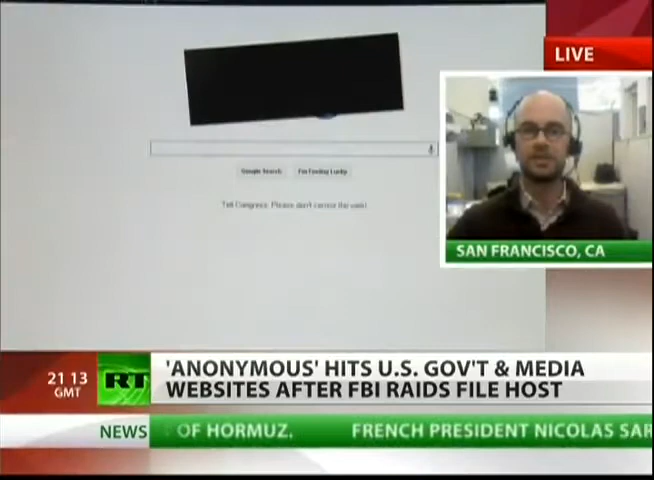 LIVE
Google Search I'm Feeling Lucky
Tell Congress: Please don't censor the web!
SAN FRANCISCO, CA
21 13
GMT
RT
'ANONYMOUS' HITS U.S. GOV'T & MEDIA
WEBSITES AFTER FBI RAIDS FILE HOST
NEWS
OF HORMUZ. FRENCH PRESIDENT NICOLAS SAR